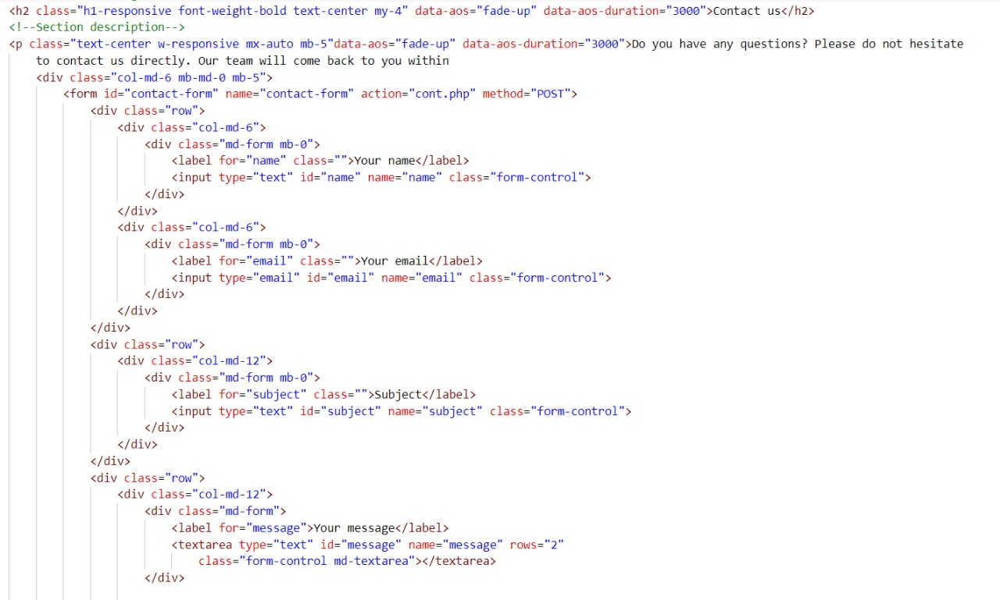 <h2 class="h1-responsive font-weight-bold text-center my-4" data-aos="fade-up" data-aos-duration="3000">Contact us</h2>
<!--Section description-->
<p class="text-center w-responsive mx-auto mb-5"data-aos="fade-up" data-aos-duration="3000">Do you have any questions? Please do not hesitate
to contact us directly. Our team will come back to you within
<div class="col-md-6 mb-md-0 mb-5">
<form id="contact-form" name="contact-form" action="cont.php" method="POST">
<div class="row">
<div class="col-md-6">
<div class="md-form mb-0">
<label for="name" class="">Your name</label>
<input type="text" id="name" name="name" class="form-control">
</div>
</div>
<div class="col-md-6">
<div class="md-form mb-0">
<label for="email" class="">Your email</label>
<input type="email" id="email" name="email" class="form-control">
</div>
</div>
</div>
<div class="row">
<div class="col-md-12">
<div class="md-form mb-0">
<label for="subject" class="">Subject</label>
<input type="text" id="subject" name="subject" class="form-control">
</div>
</div>
</div>
<div class="row">
<div class="col-md-12">
<div class="md-form">
<label for="message">Your message</label>
<textarea type="text" id="message" name="message" rows="2"
class="form-control md-textarea"></textarea>
</div>